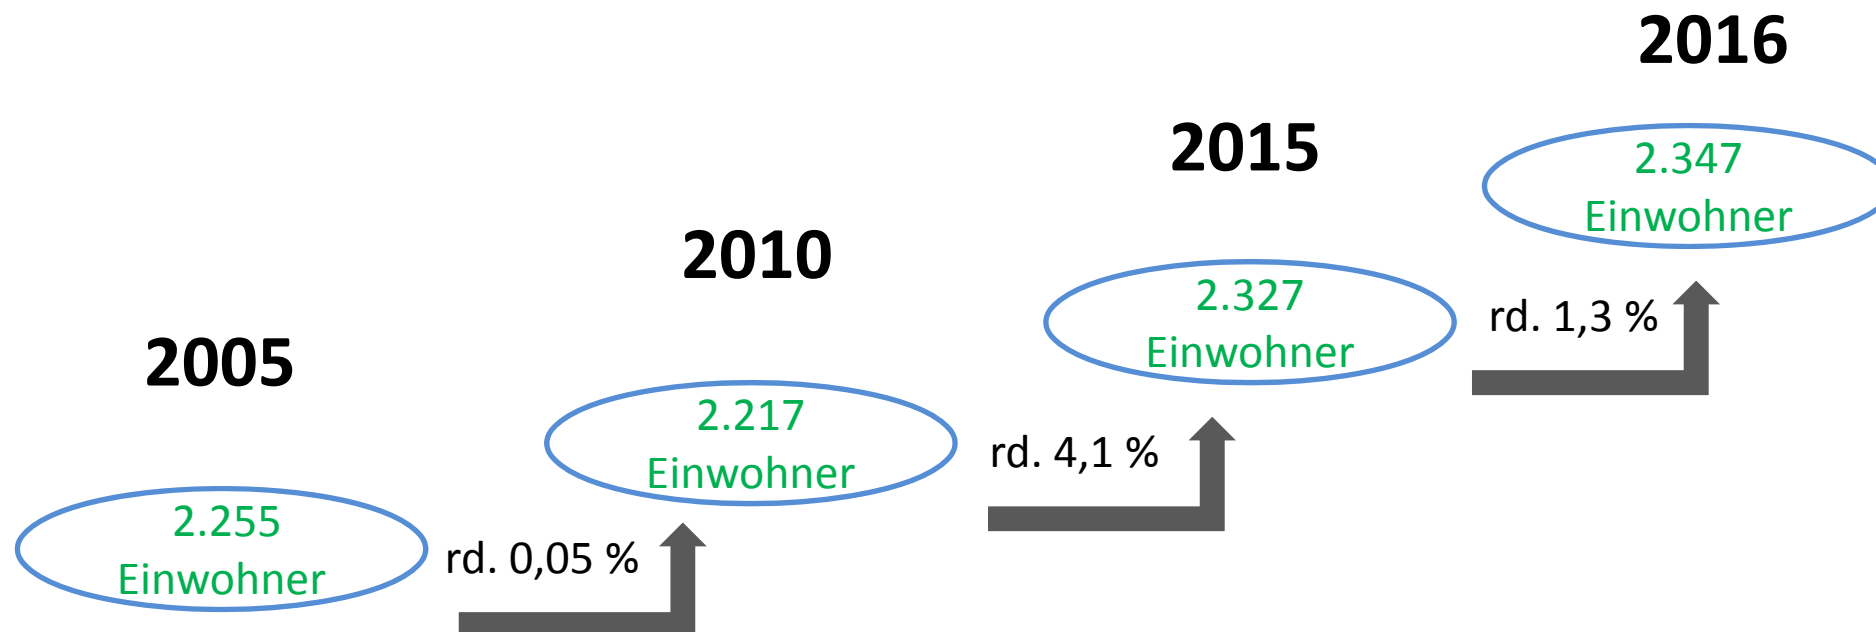 2005
2.255
Einwohner
rd. 0,05 %
2010
2.217
Einwohner
rd. 4,1 %
2015
2.327
Einwohner
rd. 1,3 %
2016
2.347
Einwohner